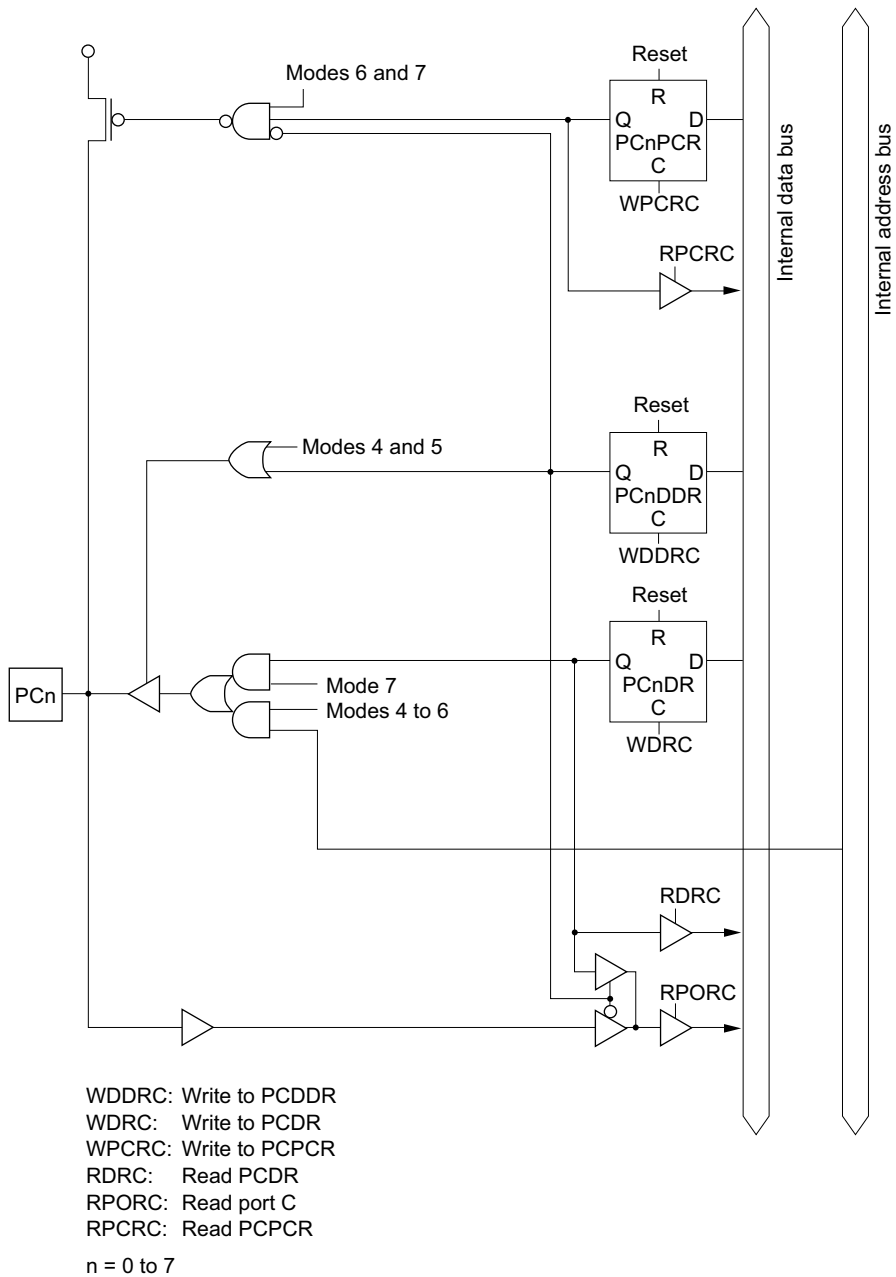 Reset
Modes 6 and 7
R
Q D
PCnPCR
C
WPCRC
Internal data bus
Internal address bus
RPCRC
Reset
Modes 4 and 5
R
Q D
PCnDDR
C
WDDRC
Reset
R
Q D
PCnDR
C
WDRC
PCn
Mode 7
Modes 4 to 6
RDRC
RPORC
WDDRC: Write to PCDDR
WDRC: Write to PCDR
WPCRC: Write to PCPCR
RDRC: Read PCDR
RPORC: Read port C
RPCRC: Read PCPCR
n = 0 to 7